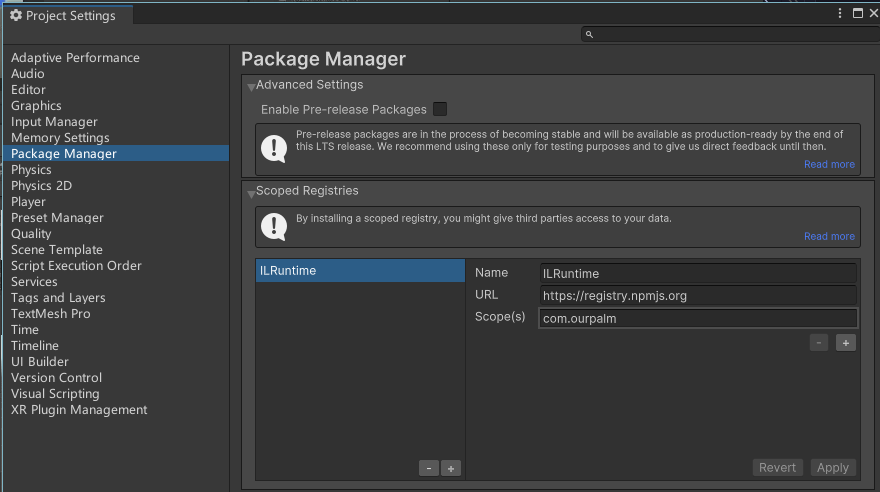 Project Settings
Adaptive Performance
Audio
Editor
Graphics
Input Manager
Memory Settings
Package Manager
Physics
Physics 2D
Player
Preset Manager
Quality
Scene Template
Script Execution Order
Services
Tags and Layers
TextMesh Pro
Time
Timeline
UI Builder
Version Control
Visual Scripting
XR Plugin Management
Package Manager
Advanced Settings
Enable Pre-release Packages
Pre-release packages are in the process of becoming stable and will be available as production-ready by the end of
this LTS release. We recommend using these only for testing purposes and to give us direct feedback until then.
Read more
Scoped Registries
By installing a scoped registry, you might give third parties access to your data.
Read more
ILRuntime
Name ILRuntime
URL https://registry.npmjs.org
Scope(s) com.ourpalm
- +
- +
Revert Apply